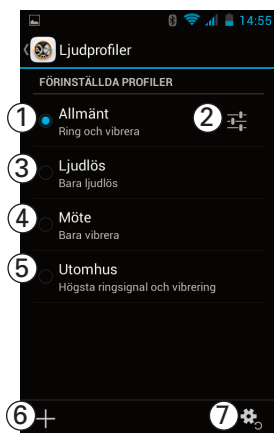 14:55
Ljudprofiler
FÖRINSTÄLLDA PROFILER
1 Allmänt 2
Ring och vibrera
3 Ljudlös
Bara ljudlös
4 Möte
Bara vibrera
5 Utomhus
Högsta ringsignal och vibrering
6 7